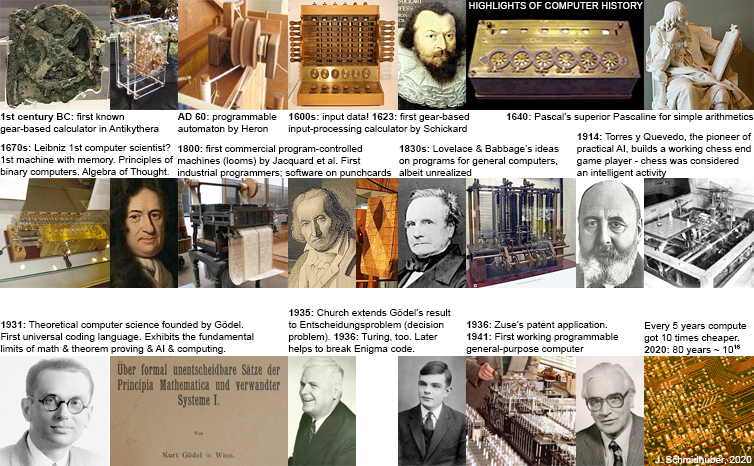 HIGHLIGHTS OF COMPUTER HISTORY
1st century BC: first known
gear-based calculator in Antikythera
AD 60: programmable
automaton by Heron
1600s: input data! 1623: first gear-based
input-processing calculator by Schickard
1640: Pascal's superior Pascaline for simple arithmetics
1670s: Leibniz 1st computer scientist?
1st machine with memory. Principles of
binary computers. Algebra of Thought.
1800: first commercial program-controlled
machines (looms) by Jacquard et al. First
industrial programmers; software on punchcards
1830s: Lovelace & Babbage's ideas
on programs for general computers,
albeit unrealized
1914: Torres y Quevedo, the pioneer of
practical AI, builds a working chess end
game player - chess was considered
an intelligent activity
1931: Theoretical computer science founded by Gödel.
First universal coding language. Exhibits the fundamental
limits of math & theorem proving & AI & computing.
1935: Church extends Gödel's result
to Entscheidungsproblem (decision
problem). 1936: Turing, too. Later
helps to break Enigma code.
1936: Zuse's patent application.
1941: First working programmable
general-purpose computer
Every 5 years compute
got 10 times cheaper.
2020: 80 years ~ 10¹⁶
Über formal unentscheidbare Sätze der
Principia Mathematica und verwandter
Systeme I.
Von
Kurt Gödel in Wien.
J. Schmidhuber, 2020